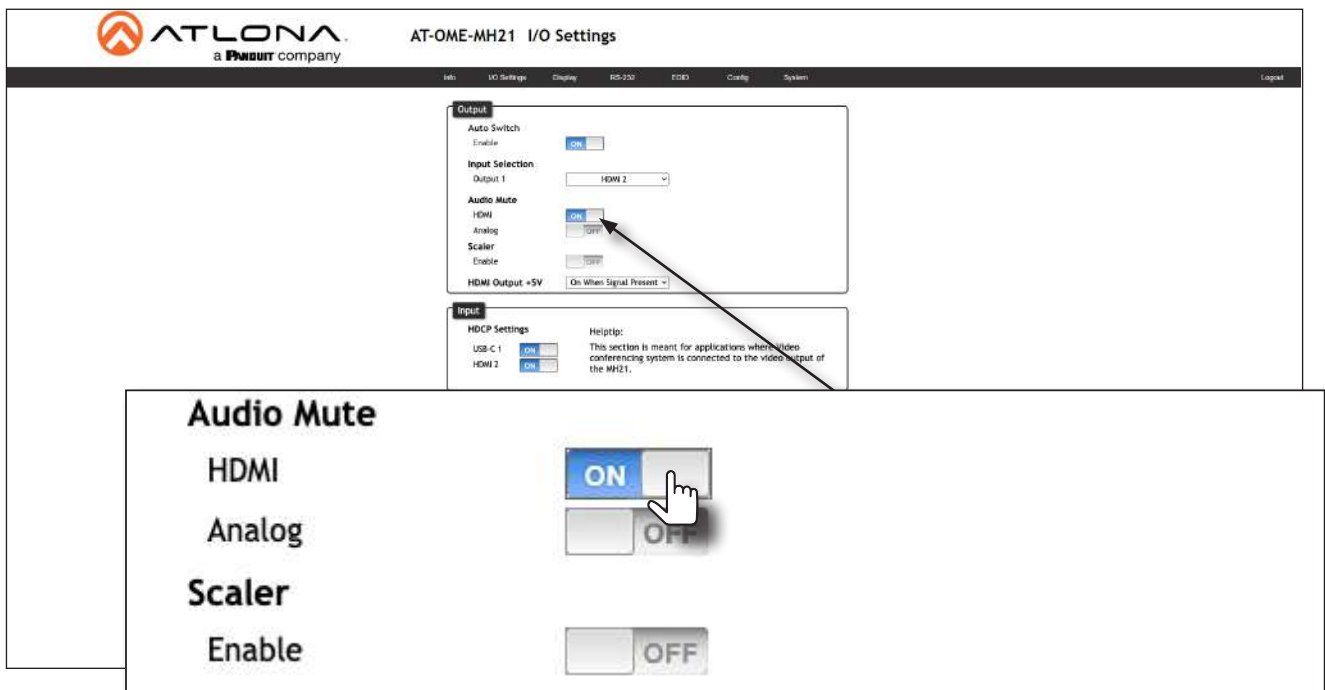 ATLONA.
a PANDUIT company
AT-OME-MH21 I/O Settings
Info I/O Settings Display RS-232 EDID Config System Logout
Output
Auto Switch
Enable ON
Input Selection
Output 1 HDMI 2
Audio Mute
HDMI ON
Analog OFF
Scaler
Enable OFF
HDMI Output +5V On When Signal Present
Input
HDCP Settings
Helptip:
USB-C 1 ON
HDMI 2 ON
This section is meant for applications where Video
conferencing system is connected to the video output of
the MH21.
Audio Mute
HDMI ON
Analog OFF
Scaler
Enable OFF